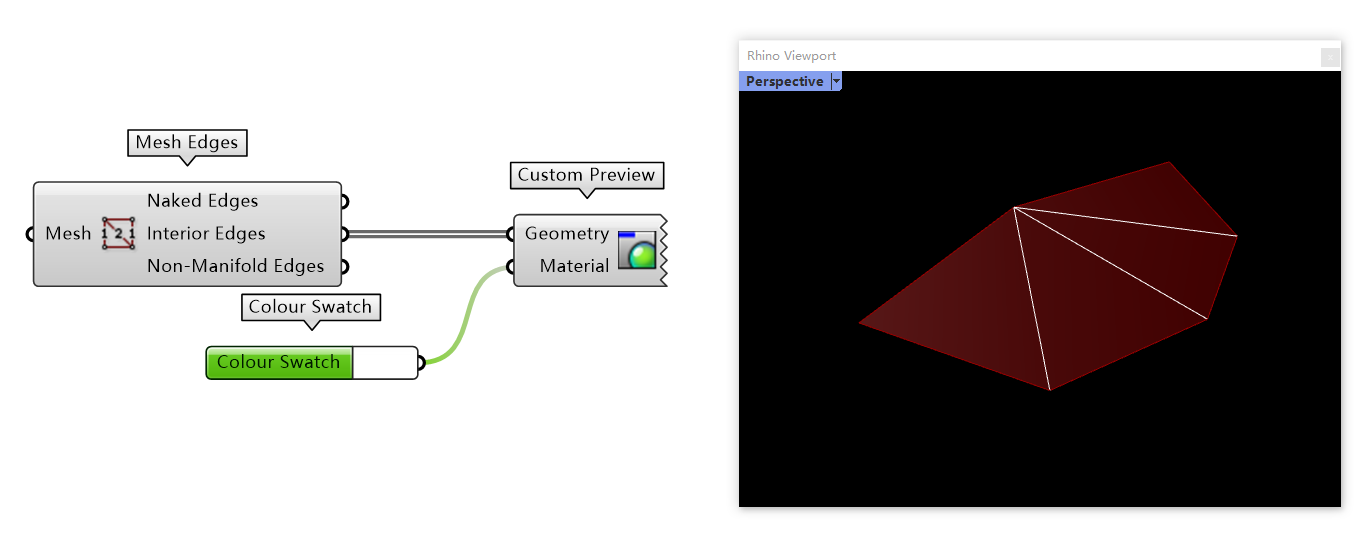 Mesh Edges
Mesh
1 2 1
Naked Edges
Interior Edges
Non-Manifold Edges
Colour Swatch
Colour Swatch
Custom Preview
Geometry
Material
Rhino Viewport
x
Perspective